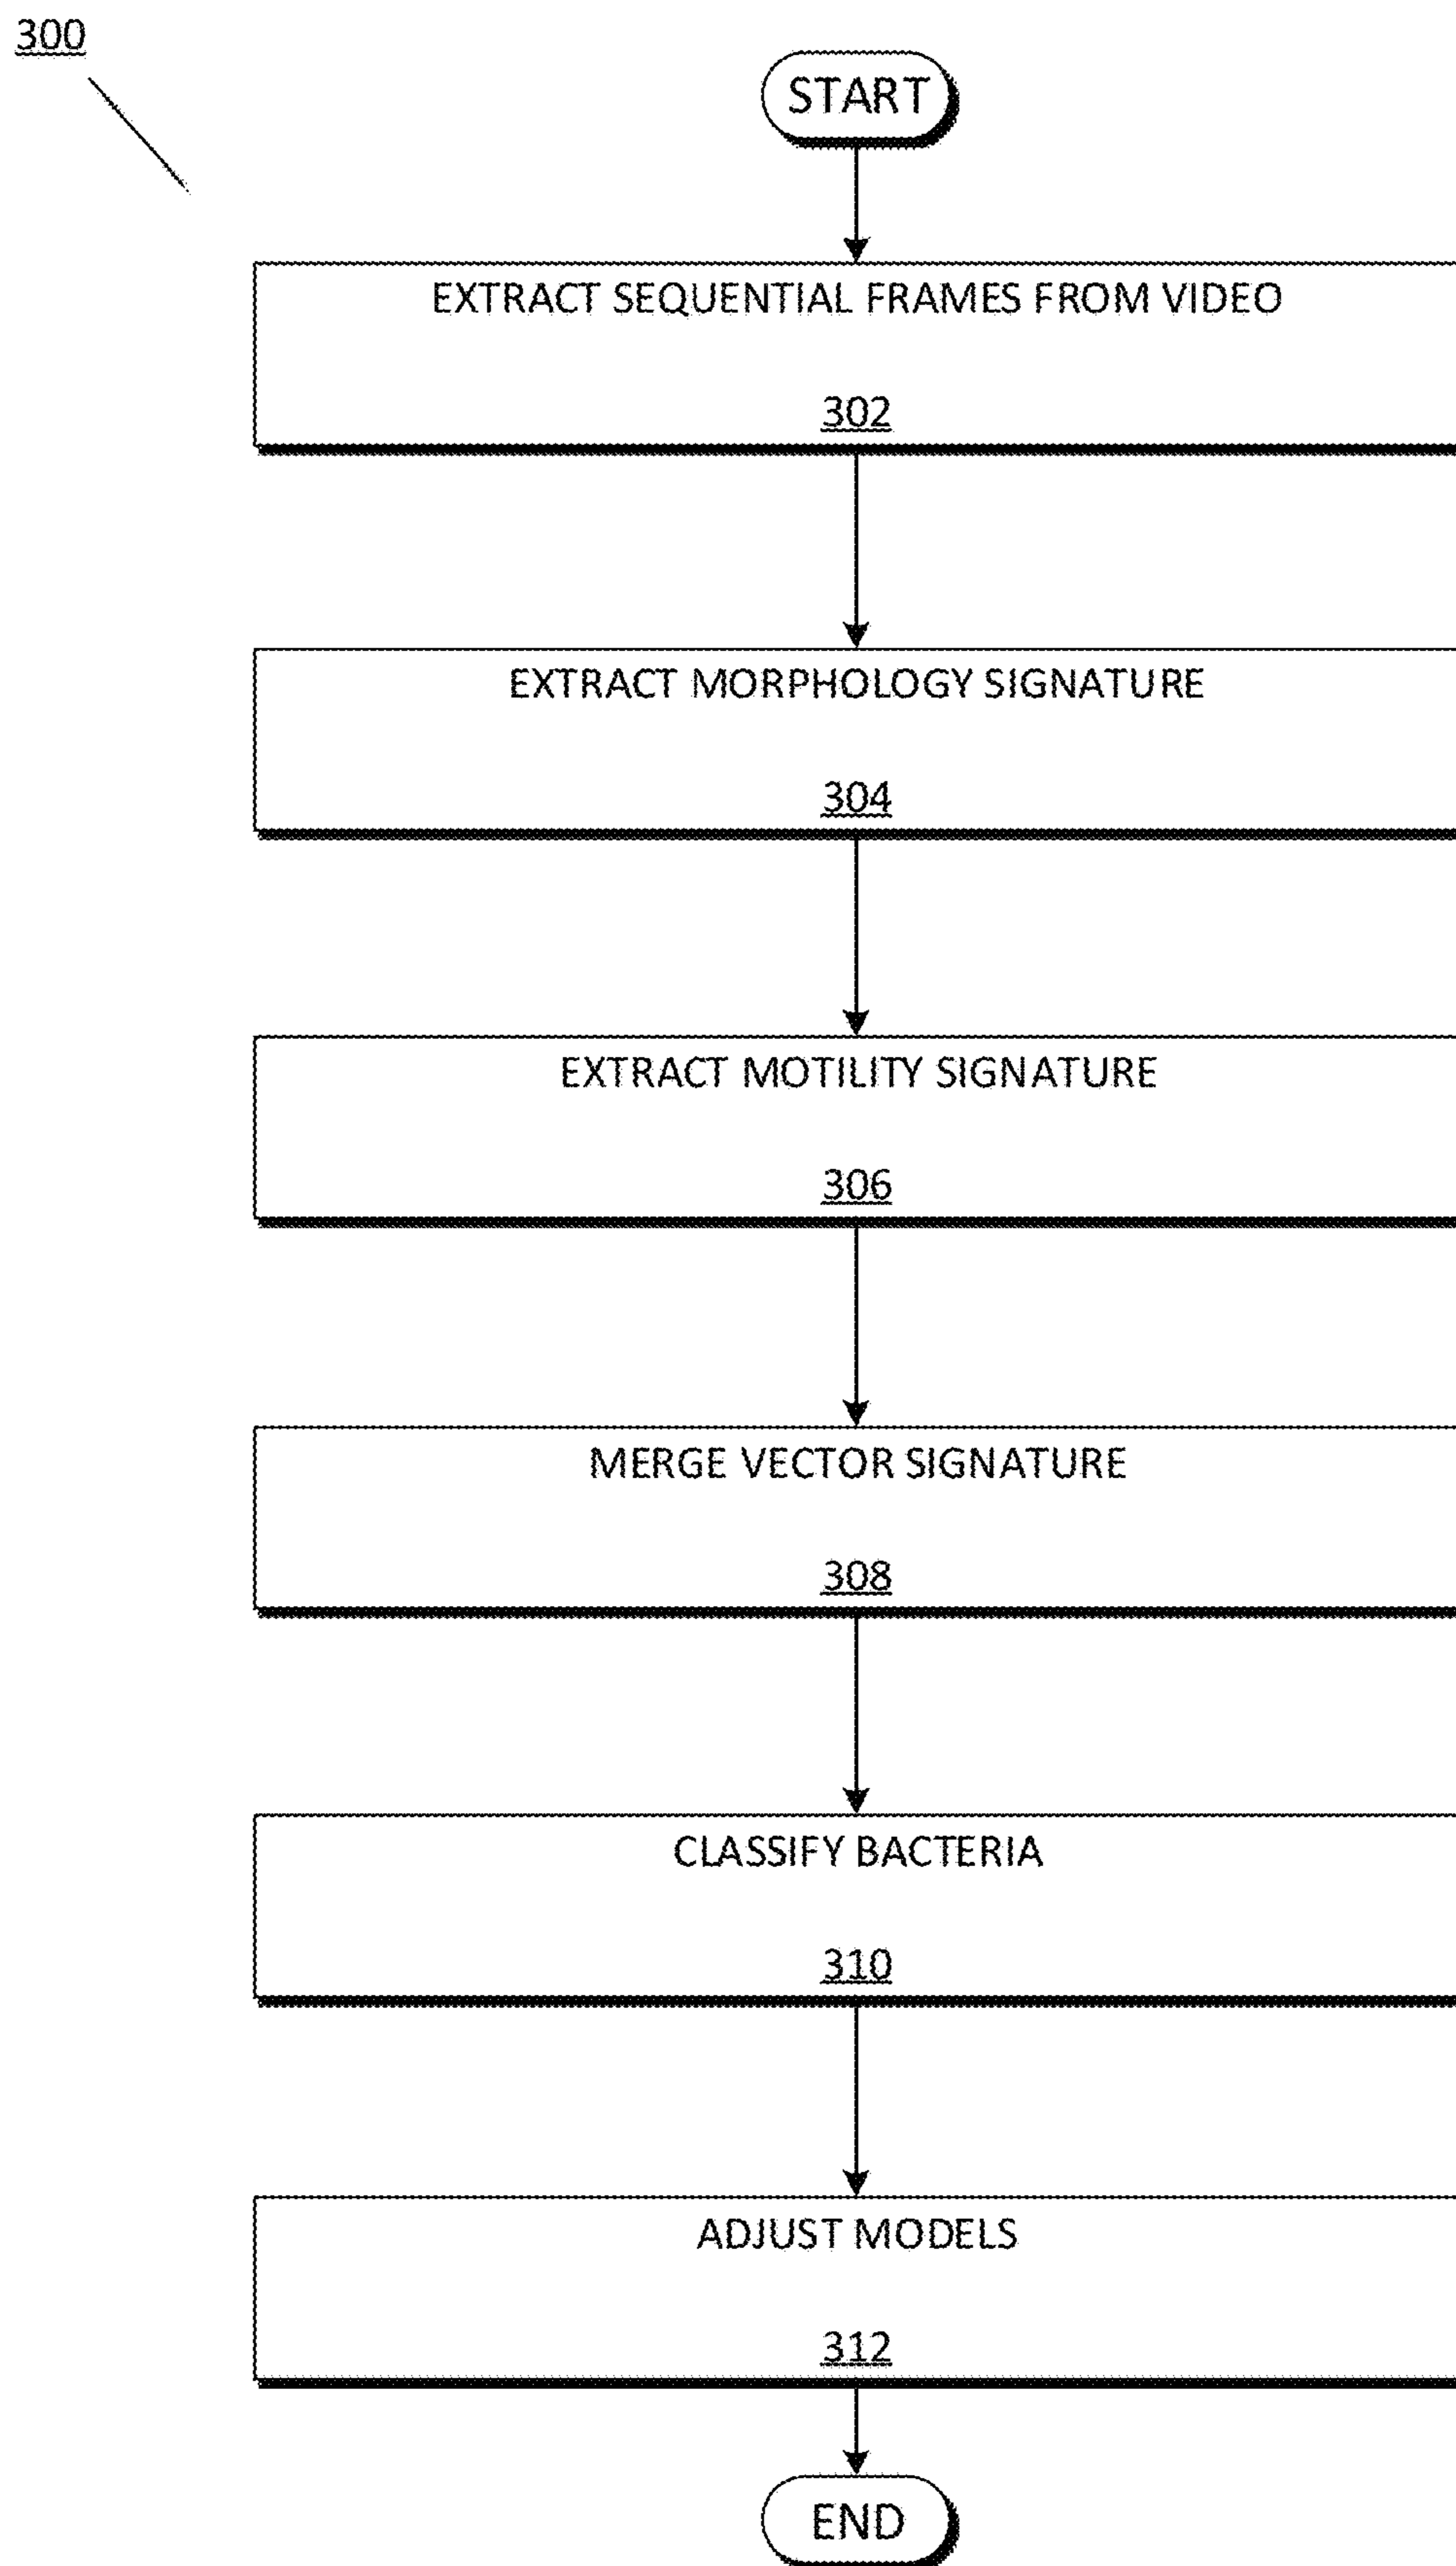 300
START
EXTRACT SEQUENTIAL FRAMES FROM VIDEO
302
EXTRACT MORPHOLOGY SIGNATURE
304
EXTRACT MOTILITY SIGNATURE
306
MERGE VECTOR SIGNATURE
308
CLASSIFY BACTERIA
310
ADJUST MODELS
312
END